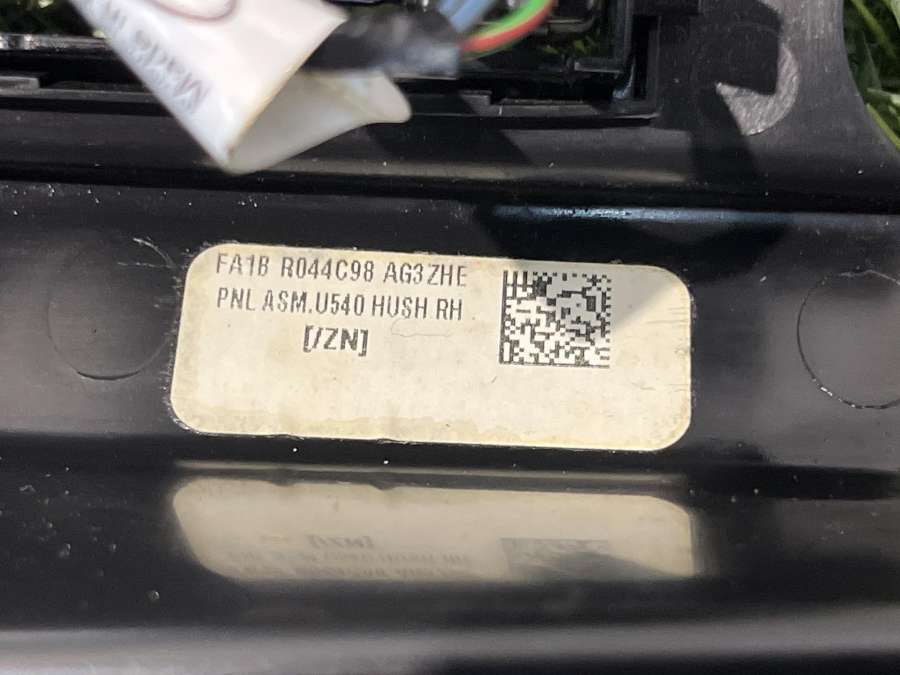 FA1B R044C98 AG3ZHE
PNL ASM.U540 HUSH RH
[/ZN]